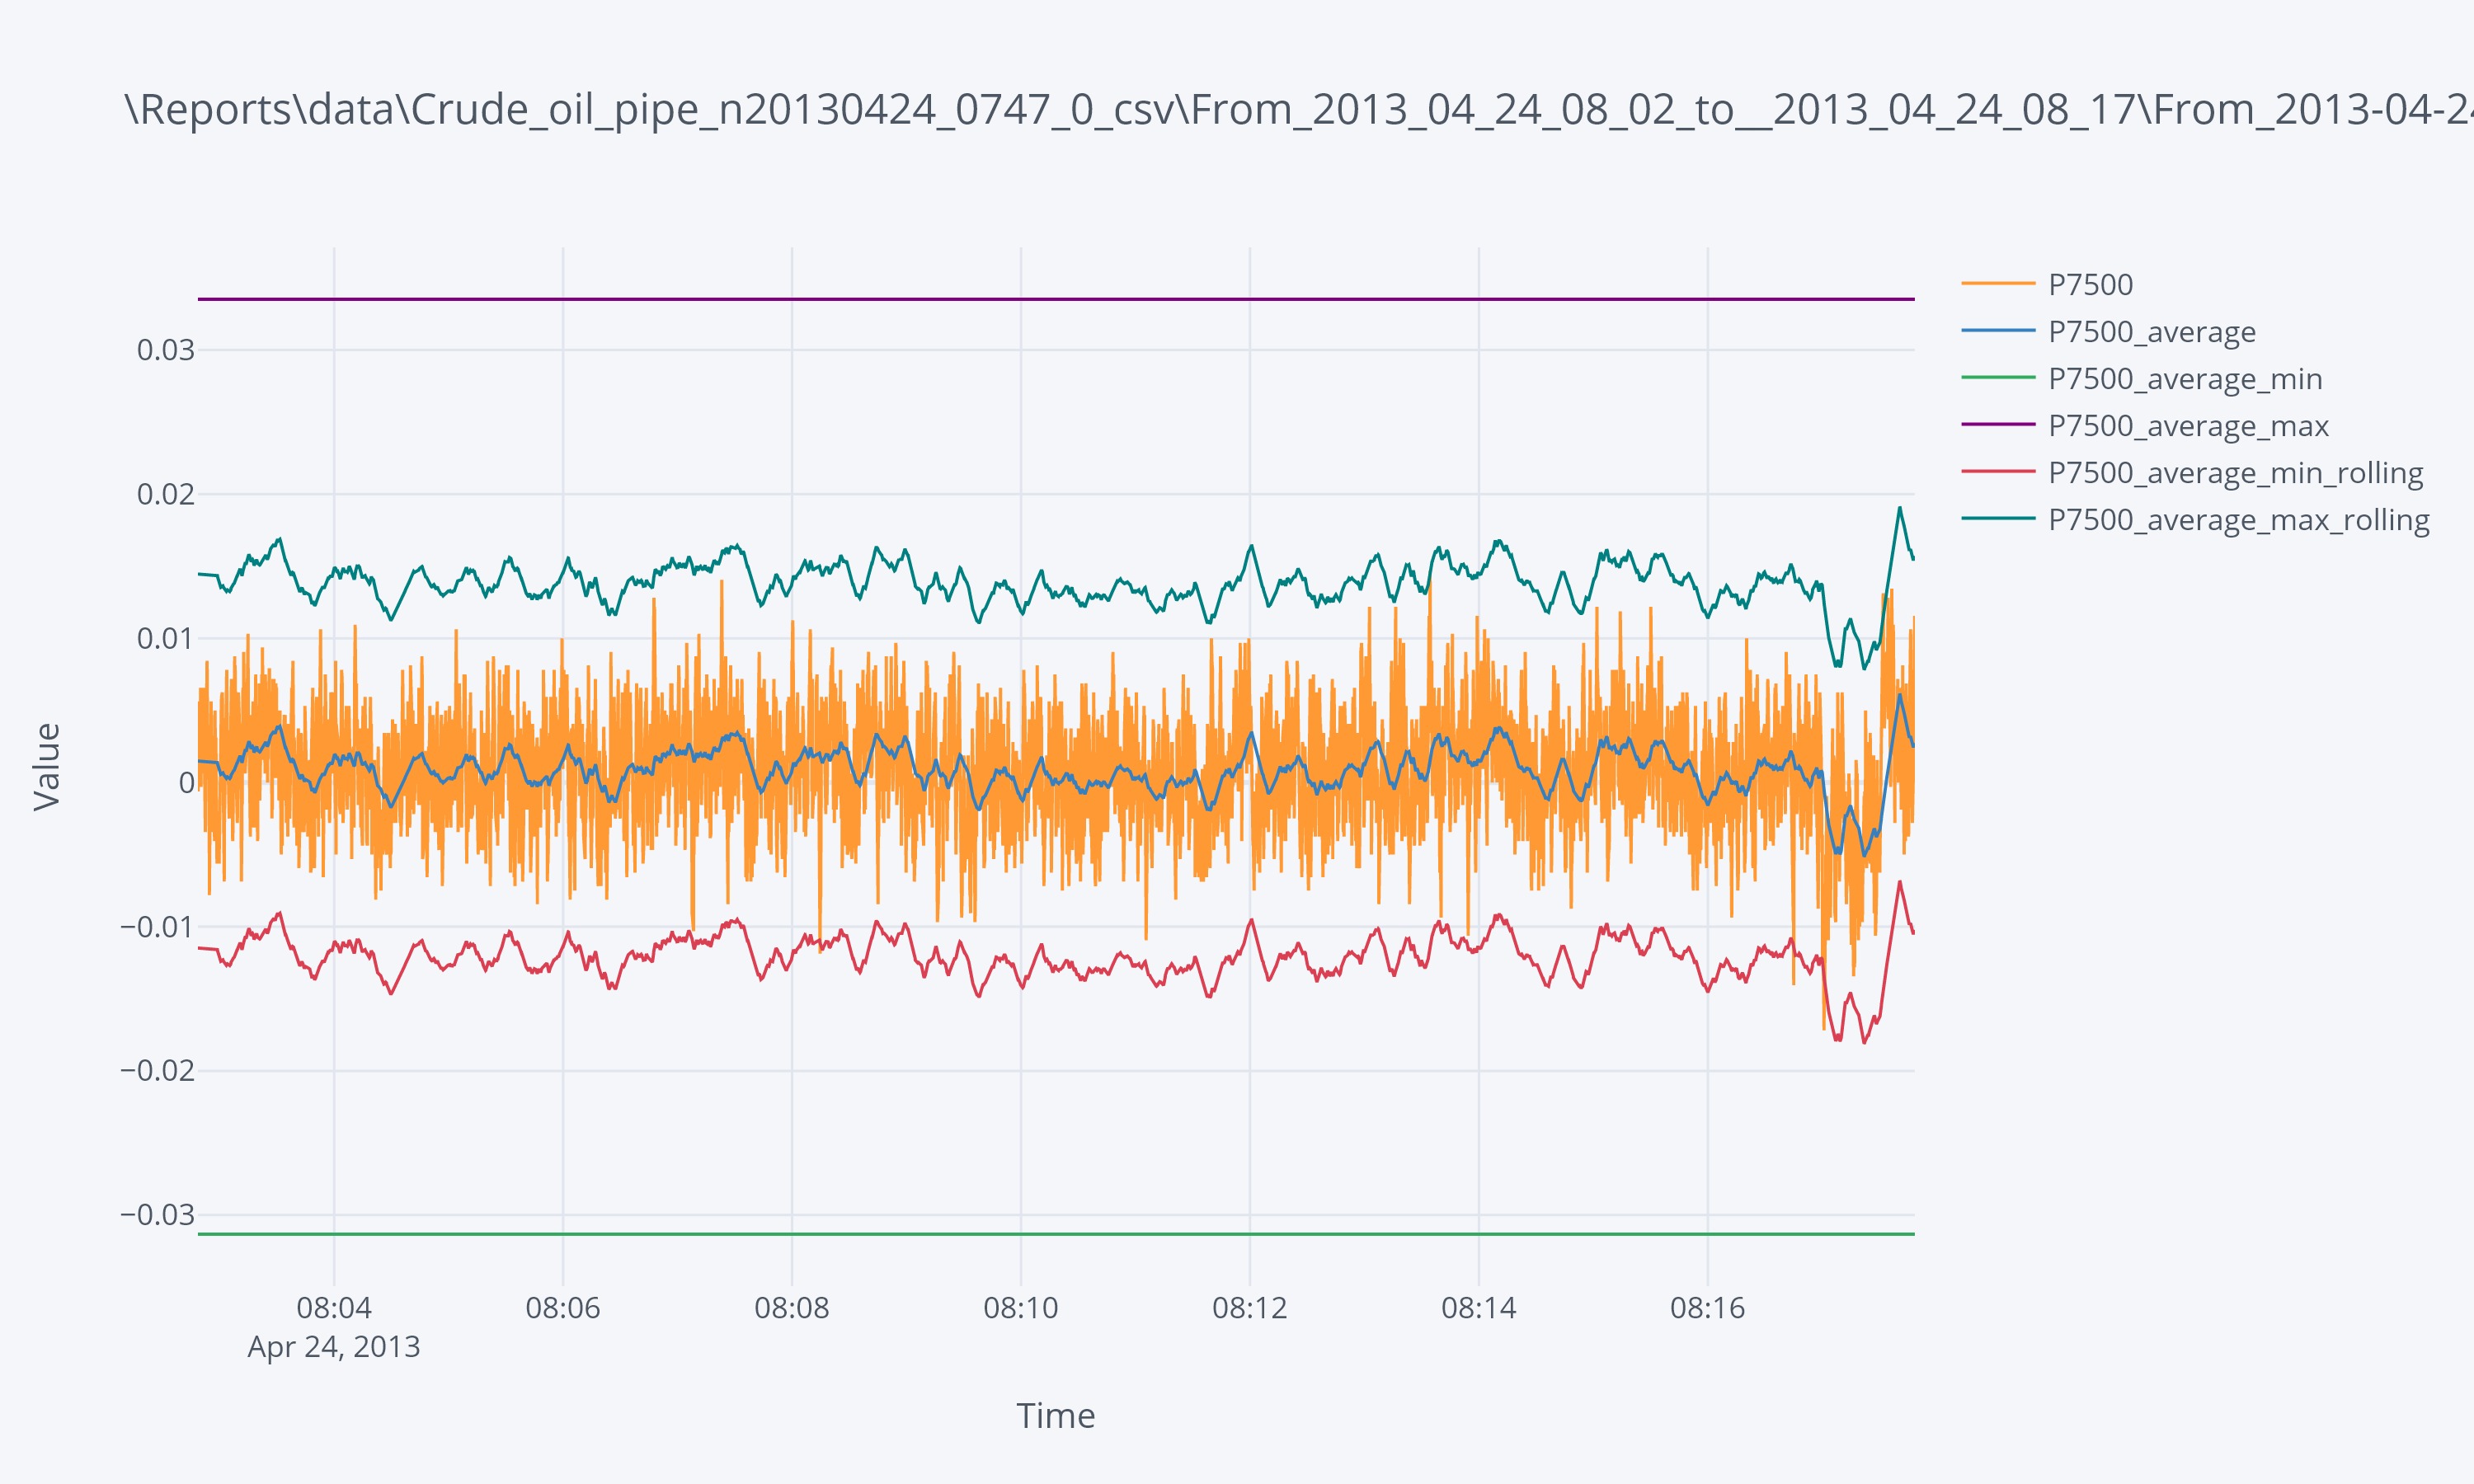 \Reports\data\Crude_oil_pipe_n20130424_0747_0_csv\From_2013_04_24_08_02_to__2013_04_24_08_17\From_2013-04-24
P7500
P7500_average
P7500_average_min
P7500_average_max
P7500_average_min_rolling
P7500_average_max_rolling
0.03
0.02
0.01
0
−0.01
−0.02
−0.03
Value
08:04
08:06
08:08
08:10
08:12
08:14
08:16
Apr 24, 2013
Time